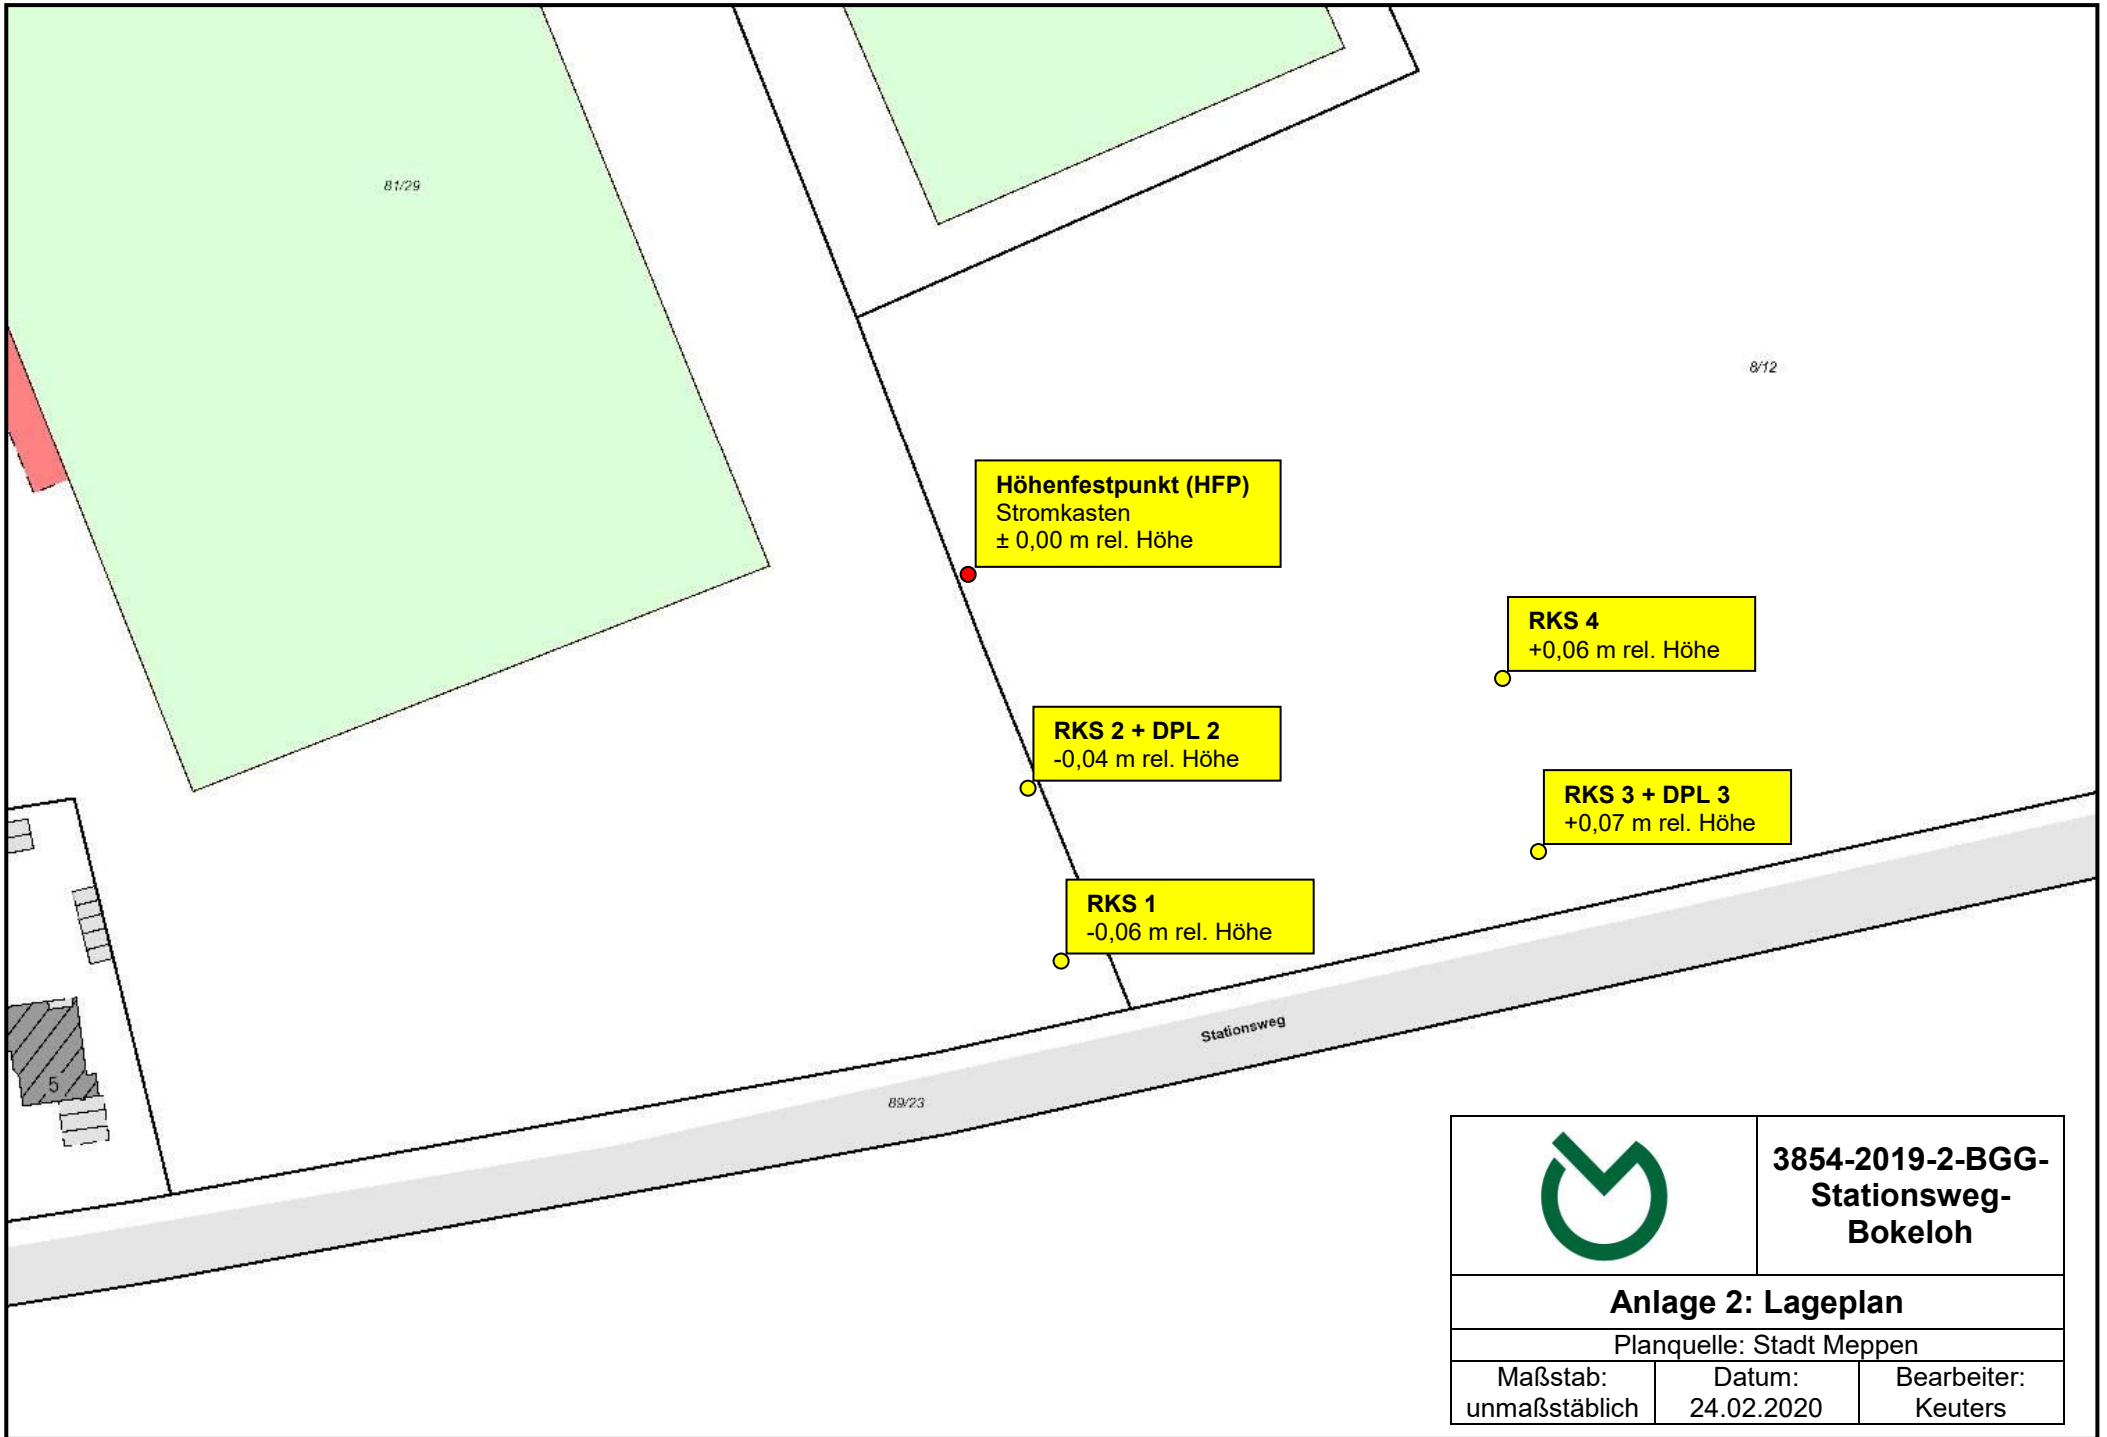 81/29
8/12
Höhenfestpunkt (HFP)
Stromkasten
± 0,00 m rel. Höhe
RKS 4
+0,06 m rel. Höhe
RKS 2 + DPL 2
-0,04 m rel. Höhe
RKS 3 + DPL 3
+0,07 m rel. Höhe
RKS 1
-0,06 m rel. Höhe
Stationsweg
5
89/23
3854-2019-2-BGG-
Stationsweg-
Bokeloh
Anlage 2: Lageplan
Planquelle: Stadt Meppen
Maßstab:
unmaßstäblich
Datum:
24.02.2020
Bearbeiter:
Keuters